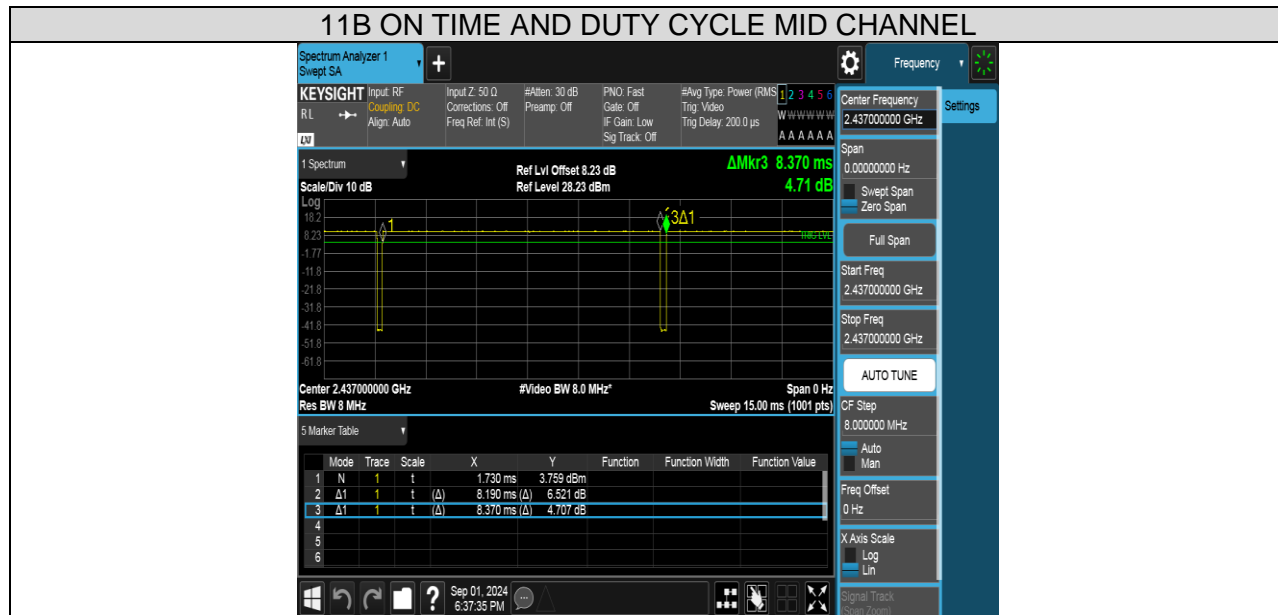 11B ON TIME AND DUTY CYCLE MID CHANNEL
Spectrum Analyzer 1
Swept SA
+
Frequency
KEYSIGHT
RL
LXI
Input: RF
Coupling: DC
Align: Auto
Input Z: 50 Ω
Corrections: Off
Freq Ref: Int (S)
#Atten: 30 dB
Preamp: Off
PNO: Fast
Gate: Off
IF Gain: Low
Sig Track: Off
#Avg Type: Power (RMS
Trig: Video
Trig Delay: 200.0 µs
1 2 3 4 5 6
W W W W W W
A A A A A A
Center Frequency
2.437000000 GHz
Settings
1 Spectrum
Scale/Div 10 dB
Ref Lvl Offset 8.23 dB
Ref Level 28.23 dBm
ΔMkr3 8.370 ms
4.71 dB
Log
18.2
8.23
-1.77
-11.8
-21.8
-31.8
-41.8
-51.8
-61.8
1
3Δ1
TRIG LVL
Center 2.437000000 GHz
#Video BW 8.0 MHz*
Span 0 Hz
Res BW 8 MHz
Sweep 15.00 ms (1001 pts)
Span
0.00000000 Hz
Swept Span
Zero Span
Full Span
Start Freq
2.437000000 GHz
Stop Freq
2.437000000 GHz
AUTO TUNE
CF Step
8.000000 MHz
Auto
Man
Freq Offset
0 Hz
X Axis Scale
Log
Lin
Signal Track
(Span Zoom)
5 Marker Table
Mode Trace Scale X Y Function Function Width Function Value
1 N 1 t 1.730 ms 3.759 dBm
2 Δ1 1 t (Δ) 8.190 ms (Δ) 6.521 dB
3 Δ1 1 t (Δ) 8.370 ms (Δ) 4.707 dB
4
5
6
?
Sep 01, 2024
6:37:35 PM